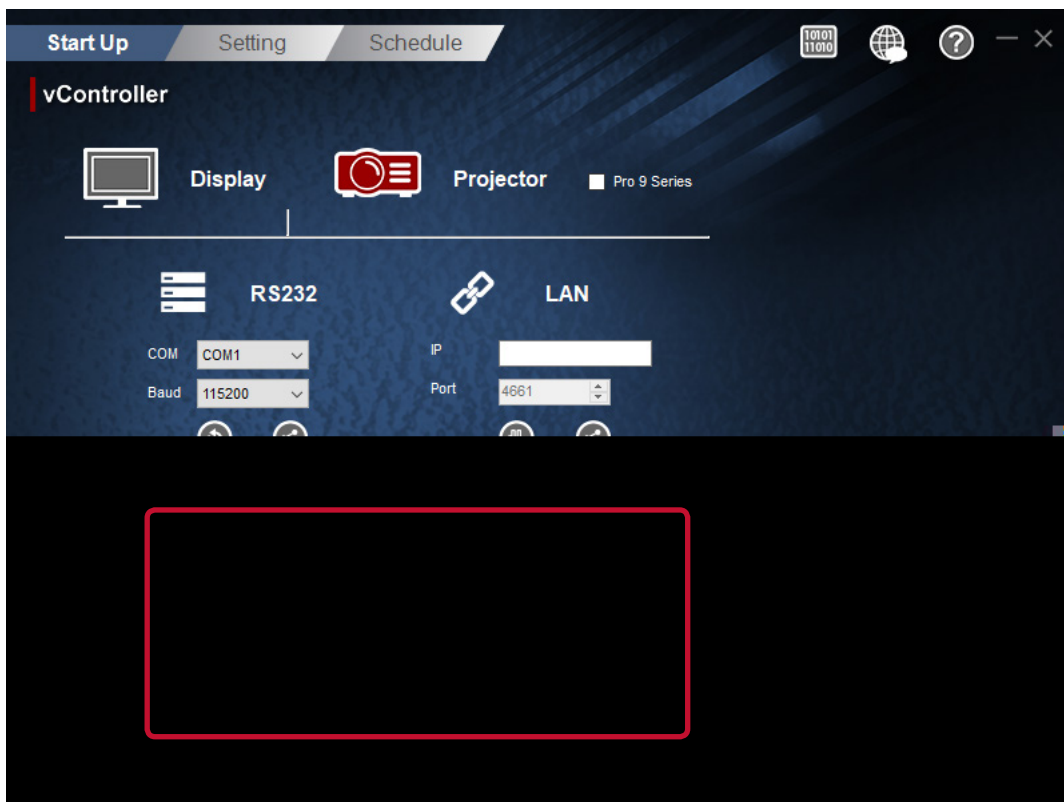 Start Up Setting Schedule
10101
11010
?
vController
Display Projector Pro 9 Series
RS232 LAN
COM COM1 IP
Baud 115200 Port 4661